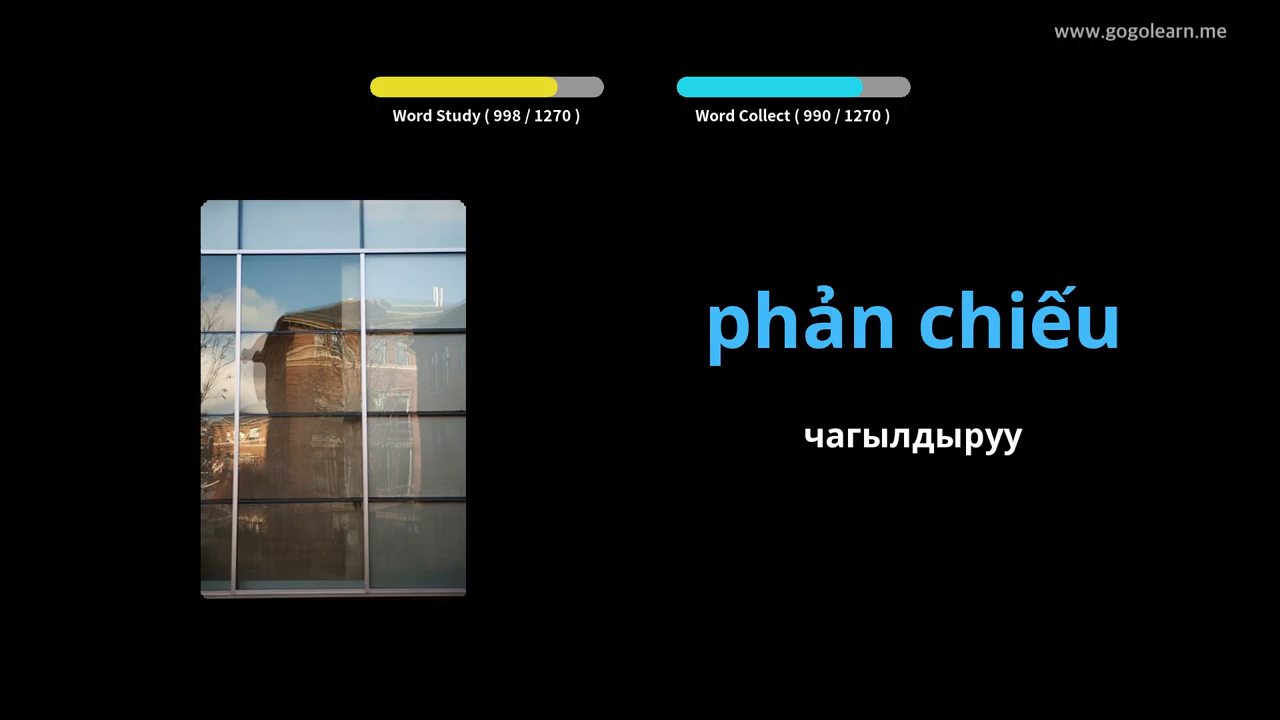 www.gogolearn.me
Word Study ( 998 / 1270 )
Word Collect ( 990 / 1270 )
phản chiếu
чагылдыруу